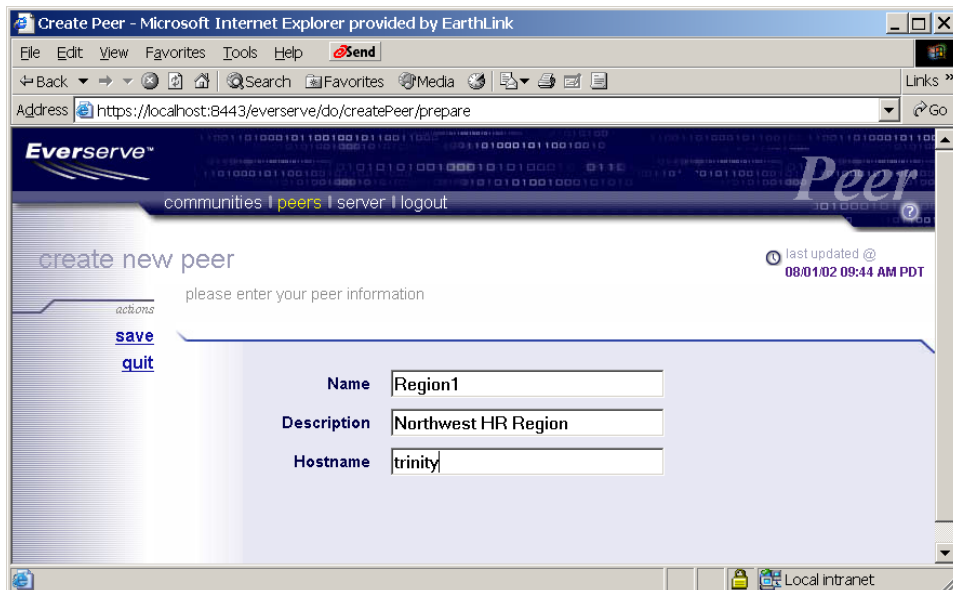 Create Peer - Microsoft Internet Explorer provided by EarthLink
File Edit View Favorites Tools Help Send
Back Search Favorites Media Links »
Address https://localhost:8443/everserve/do/createPeer/prepare Go
Everserve™
Peer
communities | peers | server | logout
?
create new peer
last updated @
08/01/02 09:44 AM PDT
please enter your peer information
actions
save
quit
Name Region1
Description Northwest HR Region
Hostname trinity
Local intranet